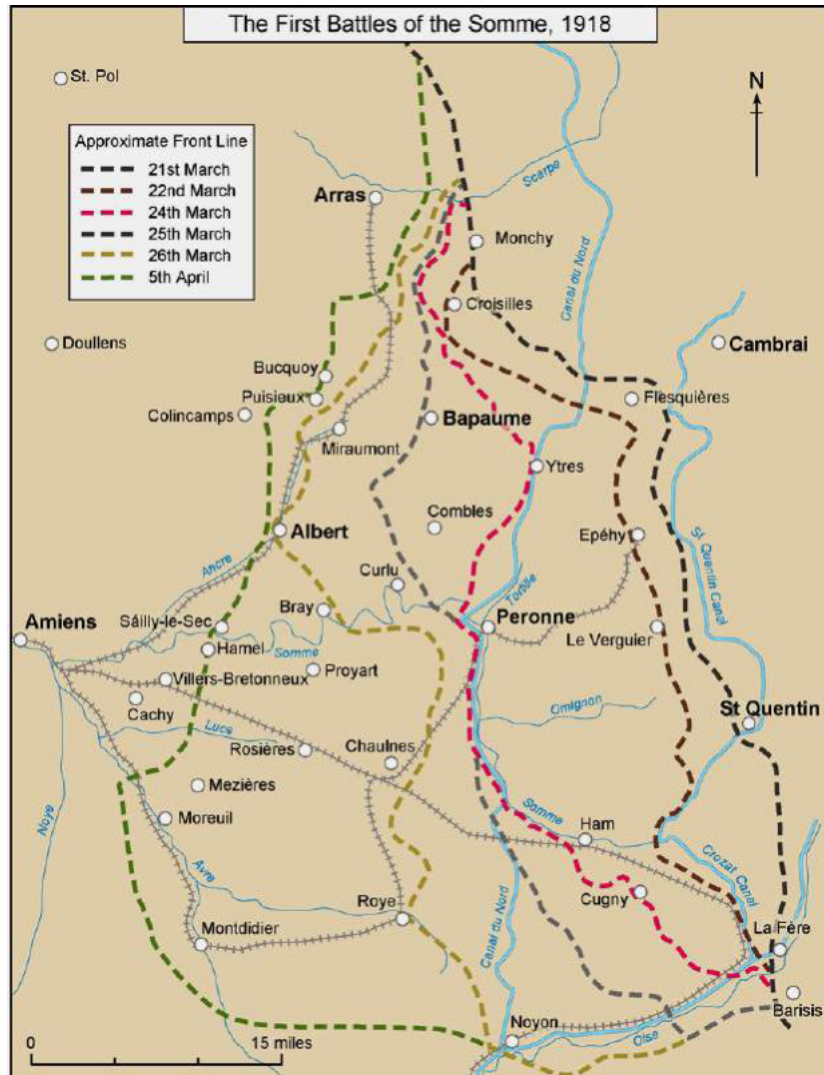 The First Battles of the Somme, 1918
St. Pol
N
Approximate Front Line
21st March
22nd March
24th March
25th March
26th March
5th April
Scarpe
Arras
Monchy
Canal du Nord
Croisilles
Doullens
Cambrai
Bucquoy
Puisieux
Flesquières
Colincamps
Bapaume
Miraumont
Ytres
Combles
Albert
Epéhy
St Quentin Canal
Ancre
Curlu
Tortille
Bray
Amiens
Sâilly-le-Sec
Peronne
Le Verguier
Hamel
Somme
Proyart
Villers-Bretonneux
Cachy
Omignon
St Quentin
Luce
Rosières
Chaulnes
Mezières
Somme
Ham
Moreuil
Noye
Crozat Canal
Avre
Cugny
Roye
Montdidier
Canal du Nord
La Fère
Barisis
Noyon
Oise
0
15 miles